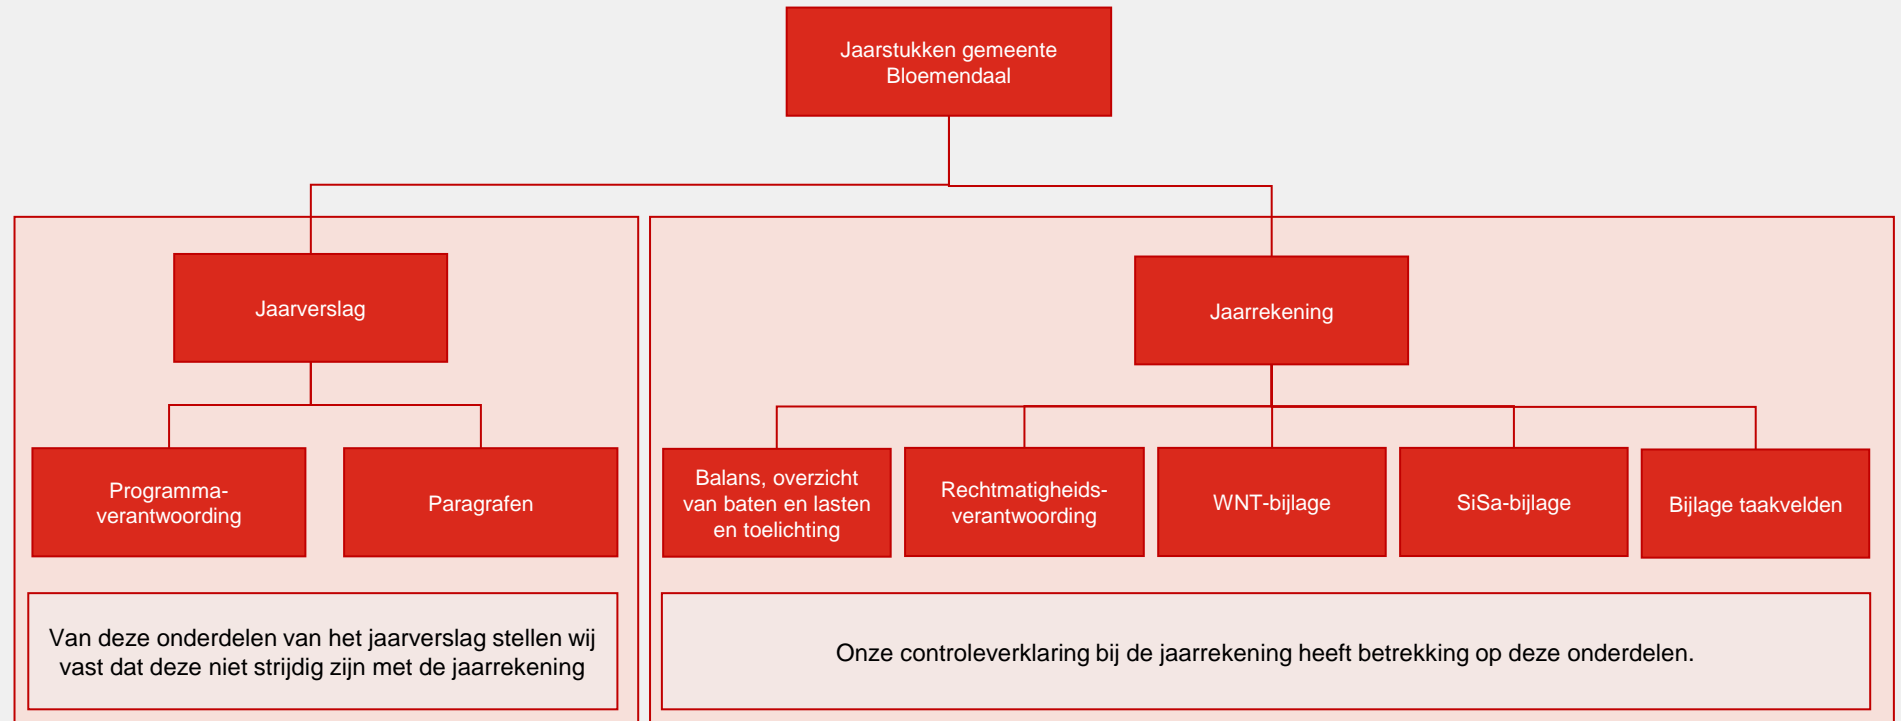 Jaarstukken gemeente
Bloemendaal
Jaarverslag
Programma-
verantwoording
Paragrafen
Van deze onderdelen van het jaarverslag stellen wij
vast dat deze niet strijdig zijn met de jaarrekening
Jaarrekening
Balans, overzicht
van baten en lasten
en toelichting
Rechtmatigheids-
verantwoording
WNT-bijlage
SiSa-bijlage
Bijlage taakvelden
Onze controleverklaring bij de jaarrekening heeft betrekking op deze onderdelen.